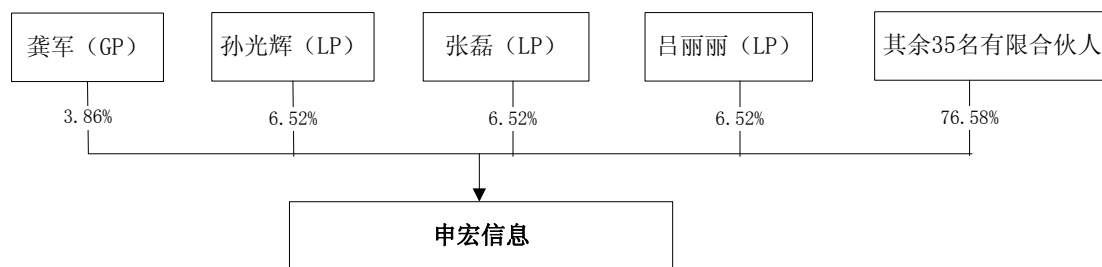 龚军（GP）
孙光辉（LP）
张磊（LP）
吕丽丽（LP）
其余35名有限合伙人
3.86%
6.52%
6.52%
6.52%
76.58%
申宏信息